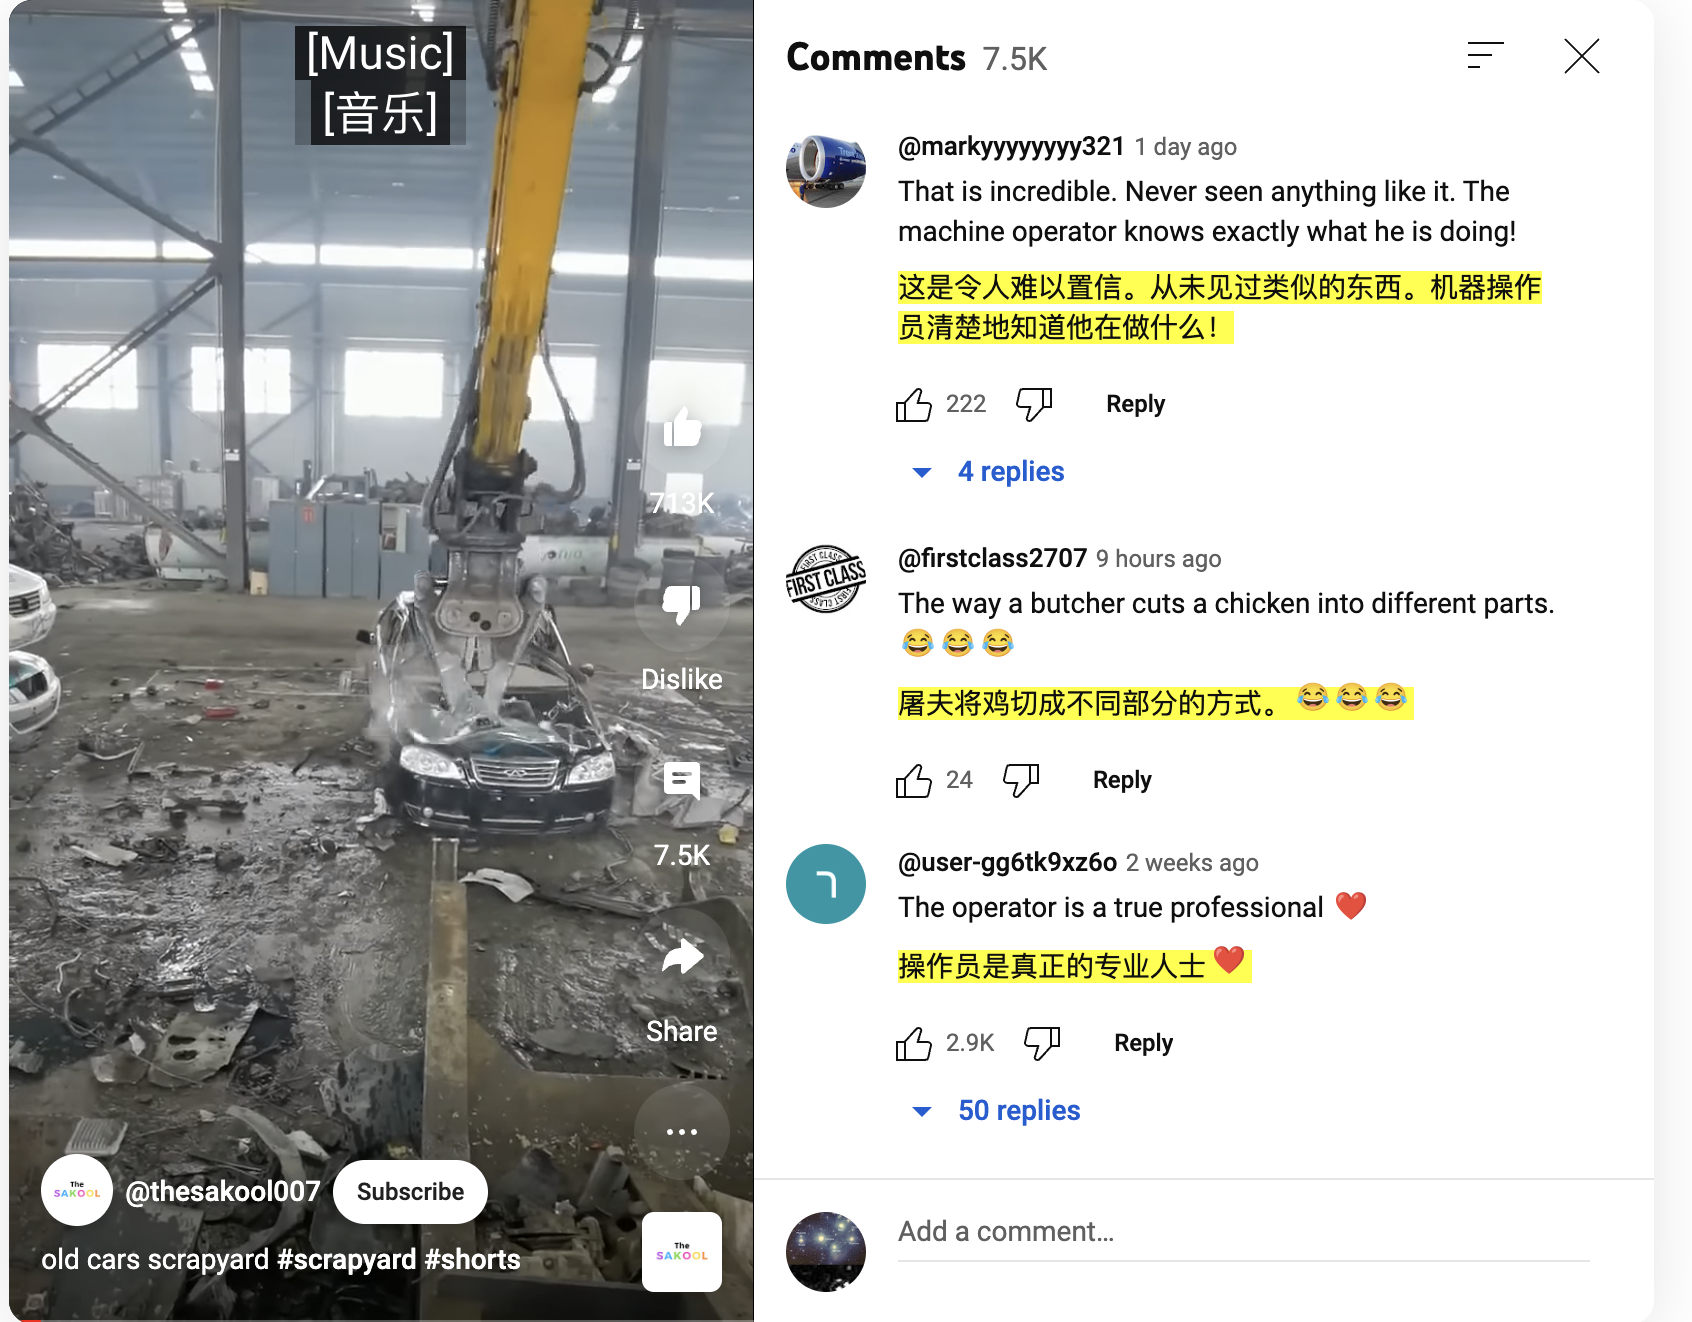 [Music]
[音乐]
713K
Dislike
7.5K
Share
The
SAKOOL
@thesakool007
Subscribe
old cars scrapyard #scrapyard #shorts
The
SAKOOL
Comments 7.5K
@markyyyyyyyy321 1 day ago
That is incredible. Never seen anything like it. The
machine operator knows exactly what he is doing!
这是令人难以置信。从未见过类似的东西。机器操作
员清楚地知道他在做什么！
222 Reply
4 replies
FIRST CLASS
FIRST CLASS
FIRST CLASS
@firstclass2707 9 hours ago
The way a butcher cuts a chicken into different parts.
😂😂😂
屠夫将鸡切成不同部分的方式。😂😂😂
24 Reply
ר
@user-gg6tk9xz6o 2 weeks ago
The operator is a true professional ❤️
操作员是真正的专业人士❤️
2.9K Reply
50 replies
Add a comment...